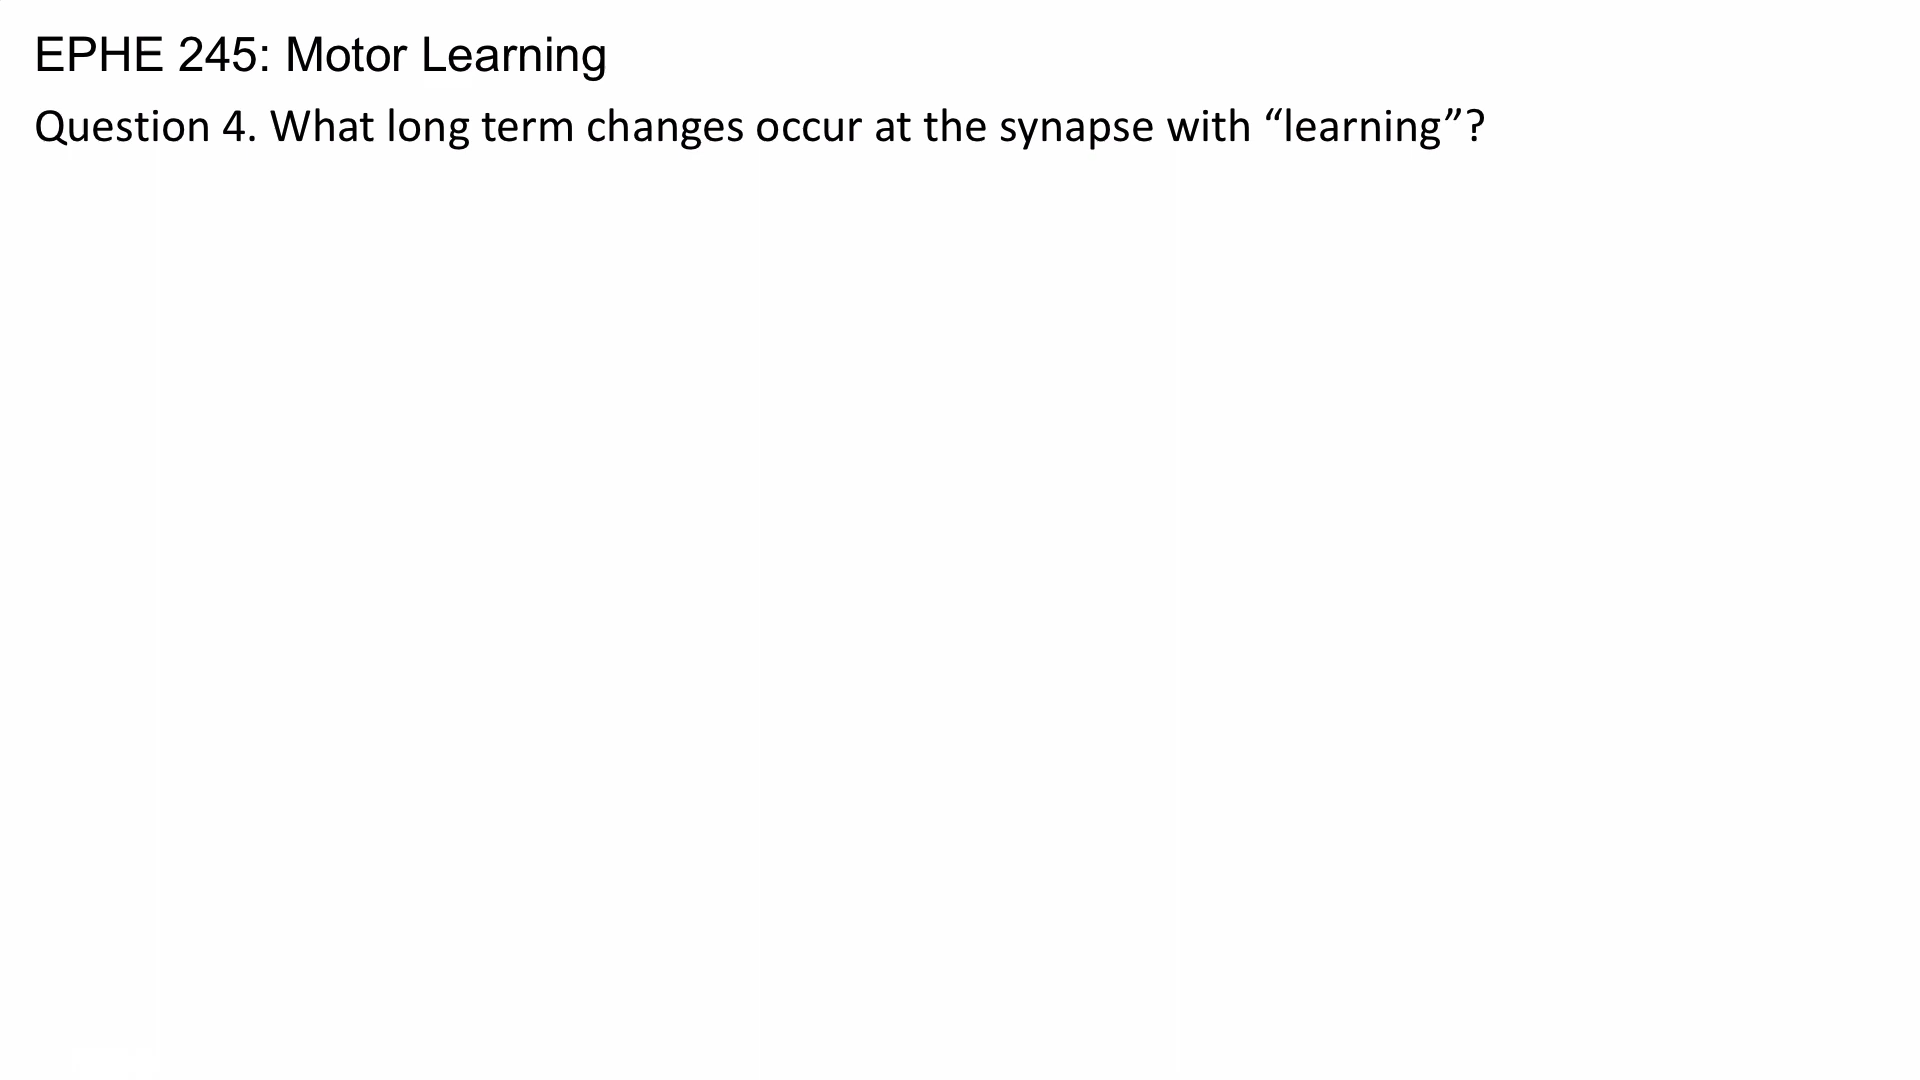 EPHE 245: Motor Learning
Question 4. What long term changes occur at the synapse with “learning”?